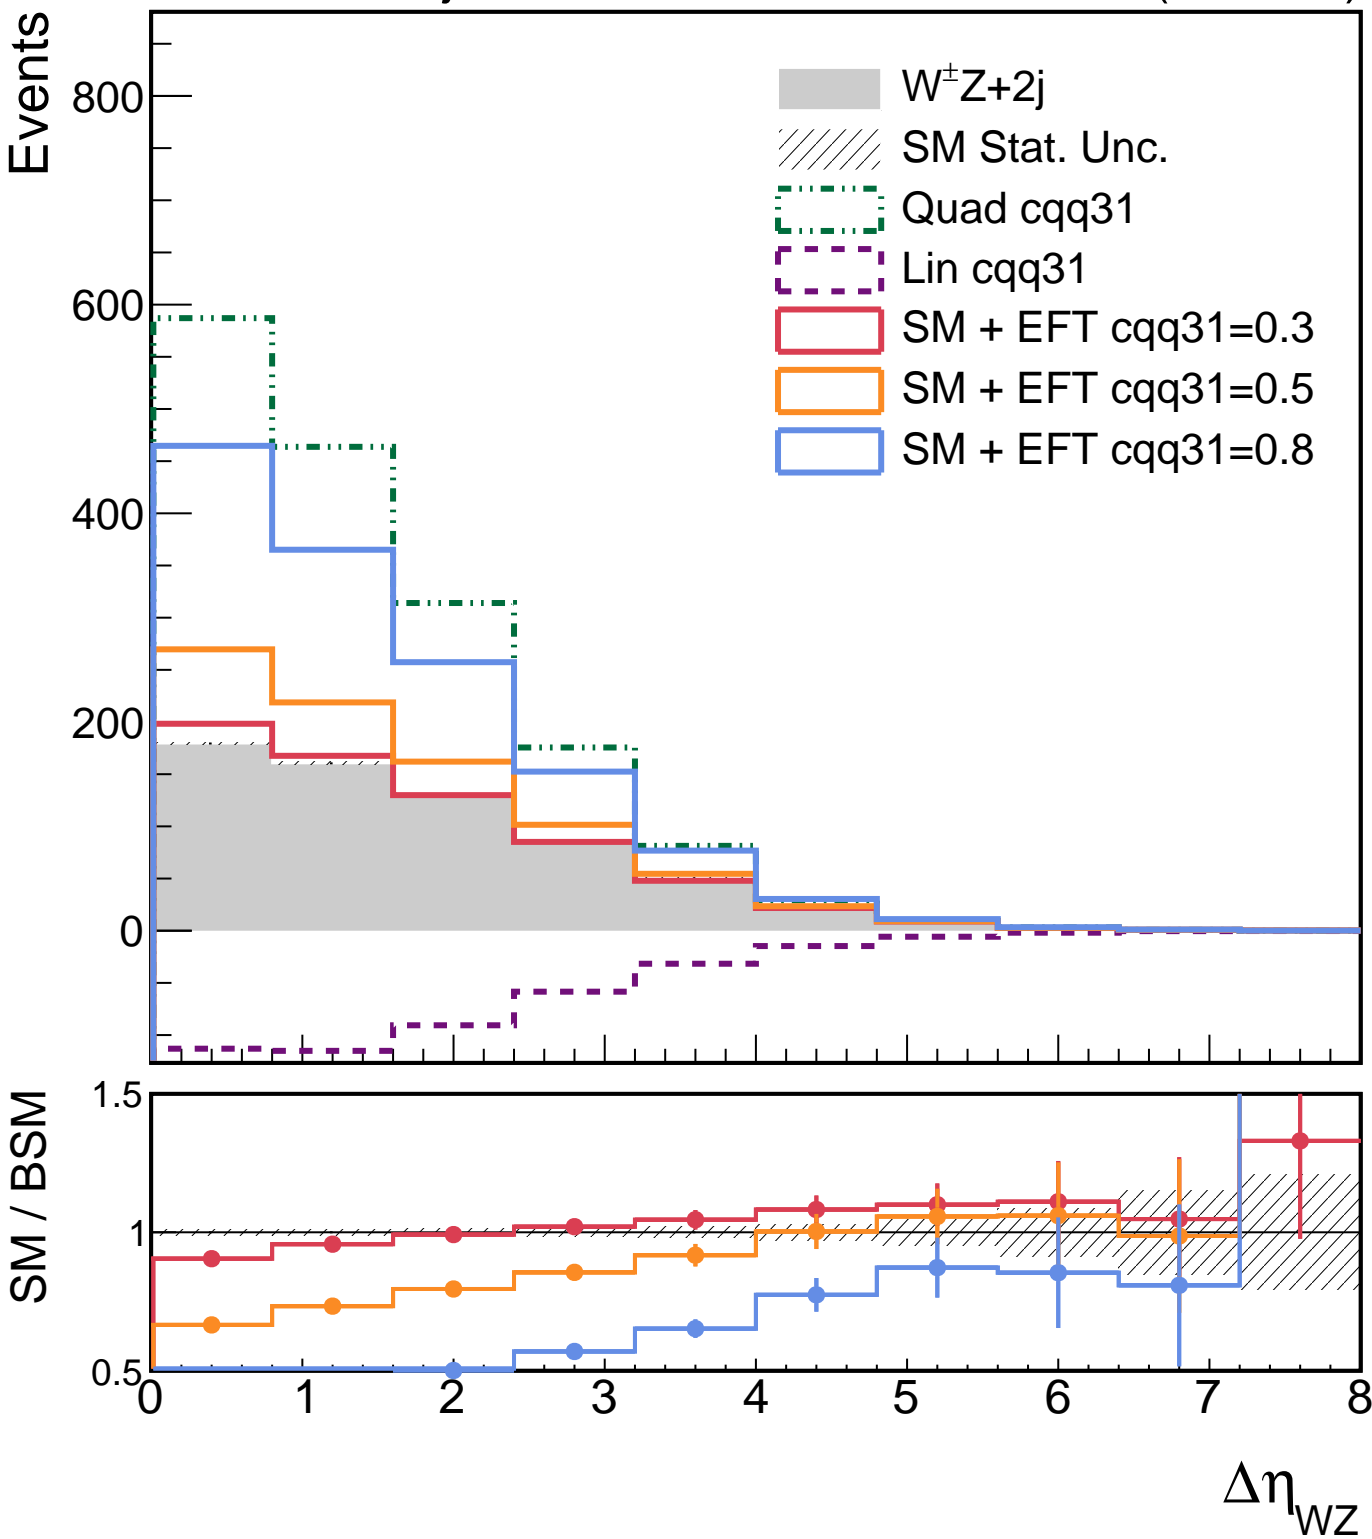 Events
800
600
400
200
0
W±Z+2j
SM Stat. Unc.
Quad cqq31
Lin cqq31
SM + EFT cqq31=0.3
SM + EFT cqq31=0.5
SM + EFT cqq31=0.8
SM / BSM
1.5
1
0.5
0 1 2 3 4 5 6 7 8
Δη_WZ